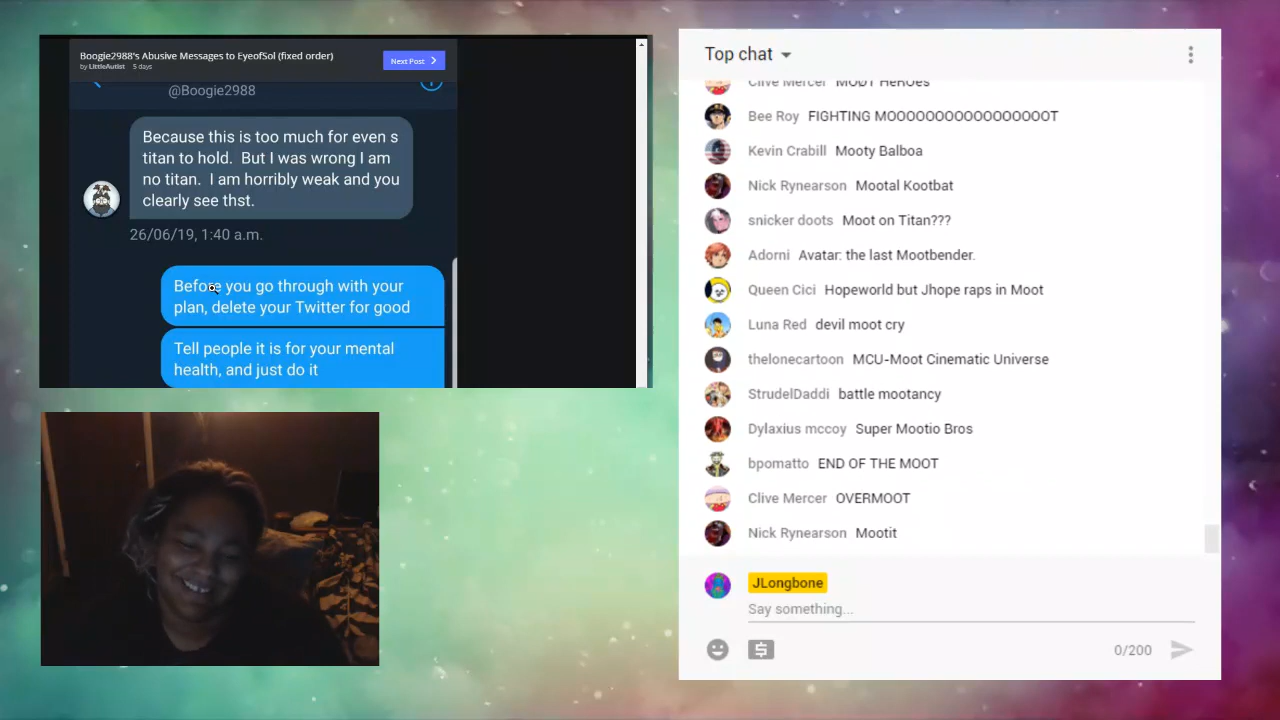 Boogie2988's Abusive Messages to EyeofSol (fixed order)
by LittleAutist 5 days
Next Post
@Boogie2988
Because this is too much for even s
titan to hold. But I was wrong I am
no titan. I am horribly weak and you
clearly see thst.
26/06/19, 1:40 a.m.
Before you go through with your
plan, delete your Twitter for good
Tell people it is for your mental
health, and just do it
Top chat
Clive Mercer MOØT HeROes
Bee Roy FIGHTING MOOOOOOOOOOOOOOOOOT
Kevin Crabill Mooty Balboa
Nick Rynearson Mootal Kootbat
snicker doots Moot on Titan???
Adorni Avatar: the last Mootbender.
Queen Cici Hopeworld but Jhope raps in Moot
Luna Red devil moot cry
thelonecartoon MCU-Moot Cinematic Universe
StrudelDaddi battle mootancy
Dylaxius mccoy Super Mootio Bros
bpomatto END OF THE MOOT
Clive Mercer OVERMOOT
Nick Rynearson Mootit
JLongbone
Say something...
0/200